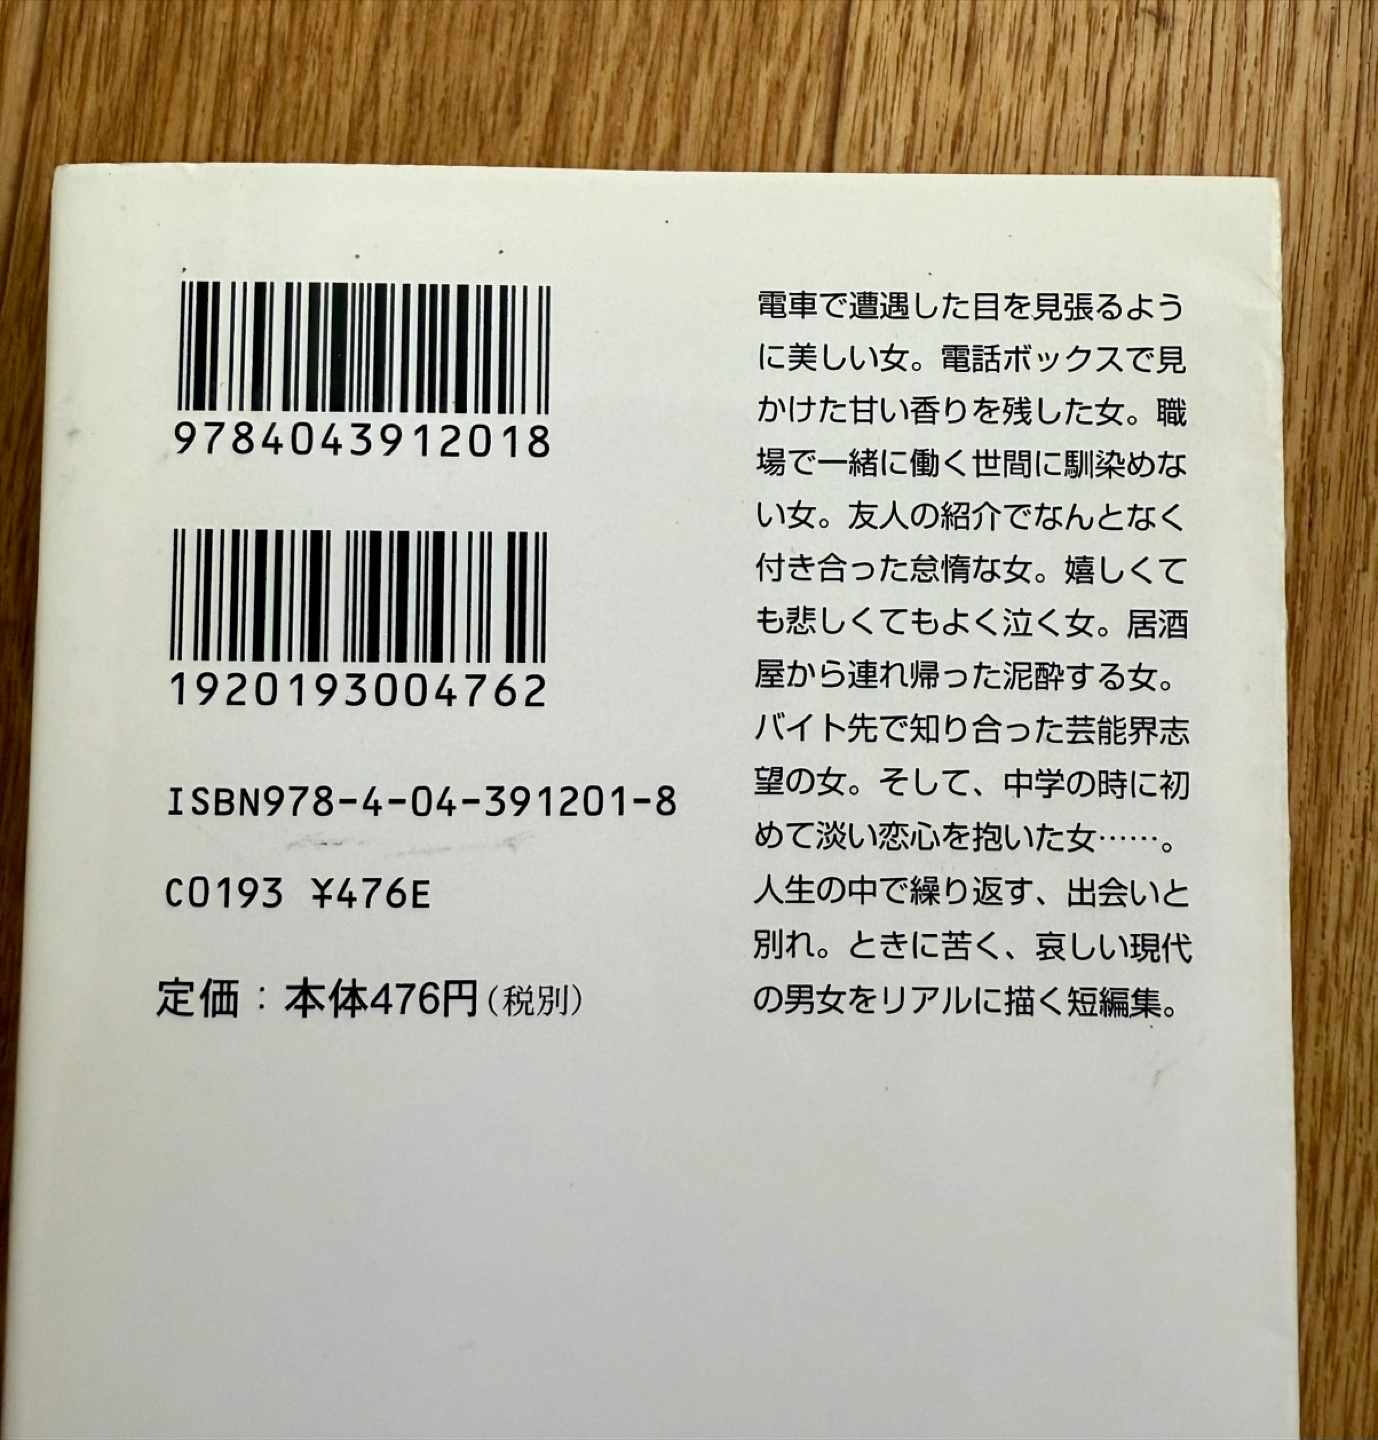 9784043912018
1920193004762
ISBN978-4-04-391201-8
C0193 ¥476E
定価：本体476円（税別）
電車で遭遇した目を見張るよう
に美しい女。電話ボックスで見
かけた甘い香りを残した女。職
場で一緒に働く世間に馴染めな
い女。友人の紹介でなんとなく
付き合った怠惰な女。嬉しくて
も悲しくてもよく泣く女。居酒
屋から連れ帰った泥酔する女。
バイト先で知り合った芸能界志
望の女。そして、中学の時に初
めて淡い恋心を抱いた女……。
人生の中で繰り返す、出会いと
別れ。ときに苦く、哀しい現代
の男女をリアルに描く短編集。